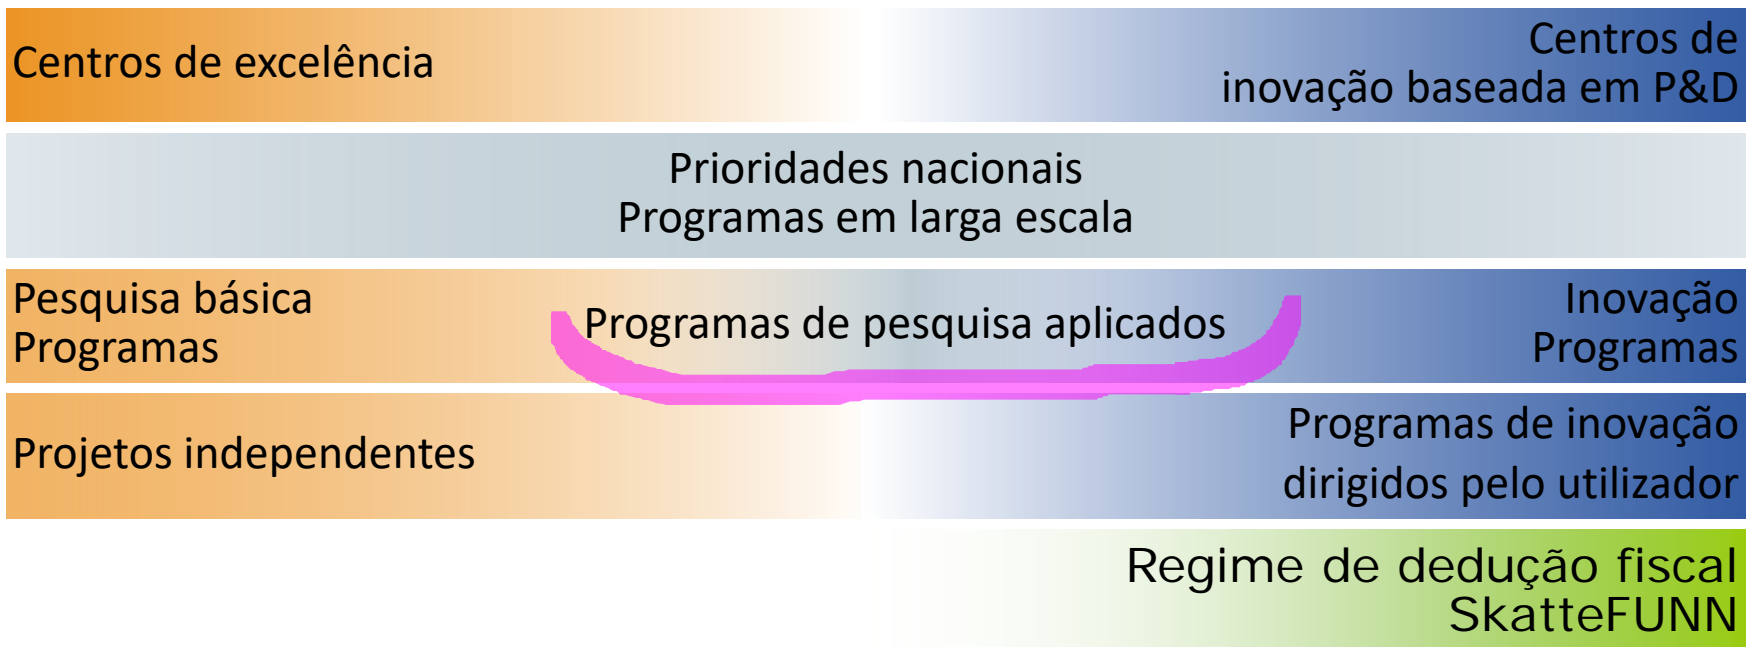 Centros de excelência
Centros de
inovação baseada em P&D
Prioridades nacionais
Programas em larga escala
Pesquisa básica
Programas
Programas de pesquisa aplicados
Inovação
Programas
Projetos independentes
Programas de inovação
dirigidos pelo utilizador
Regime de dedução fiscal
SkatteFUNN